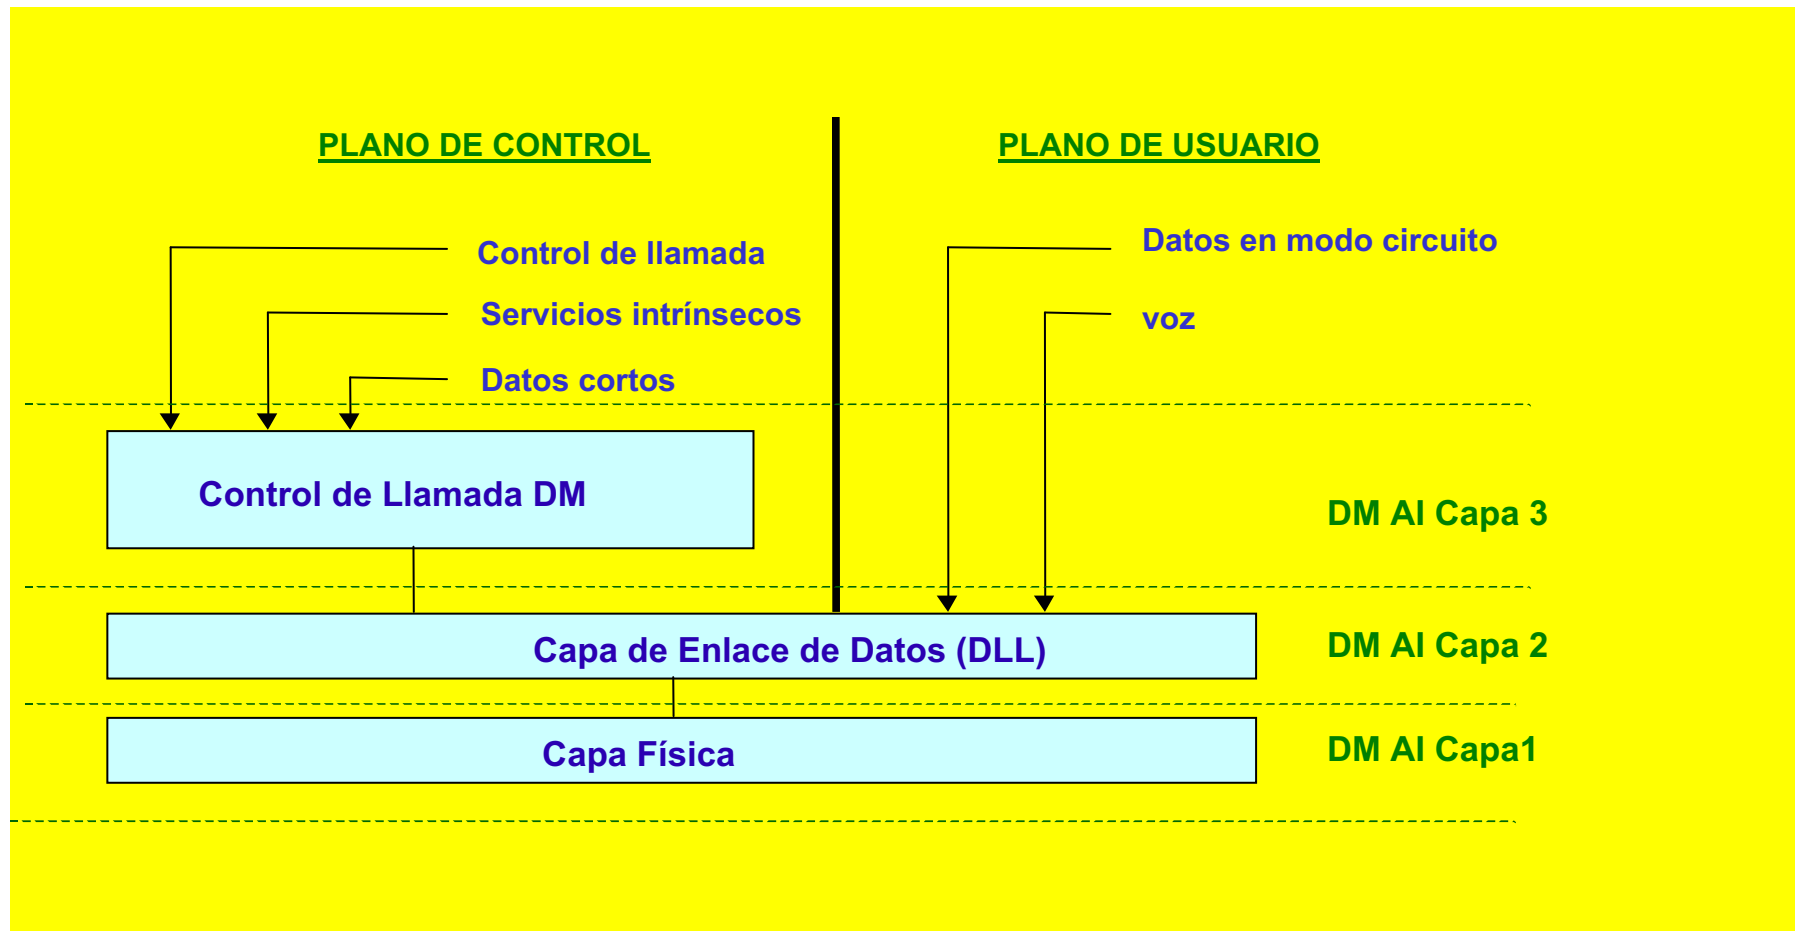 PLANO DE CONTROL
PLANO DE USUARIO
Control de llamada
Servicios intrínsecos
Datos cortos
Datos en modo circuito
voz
Control de Llamada DM
DM AI Capa 3
Capa de Enlace de Datos (DLL)
DM AI Capa 2
Capa Física
DM AI Capa1